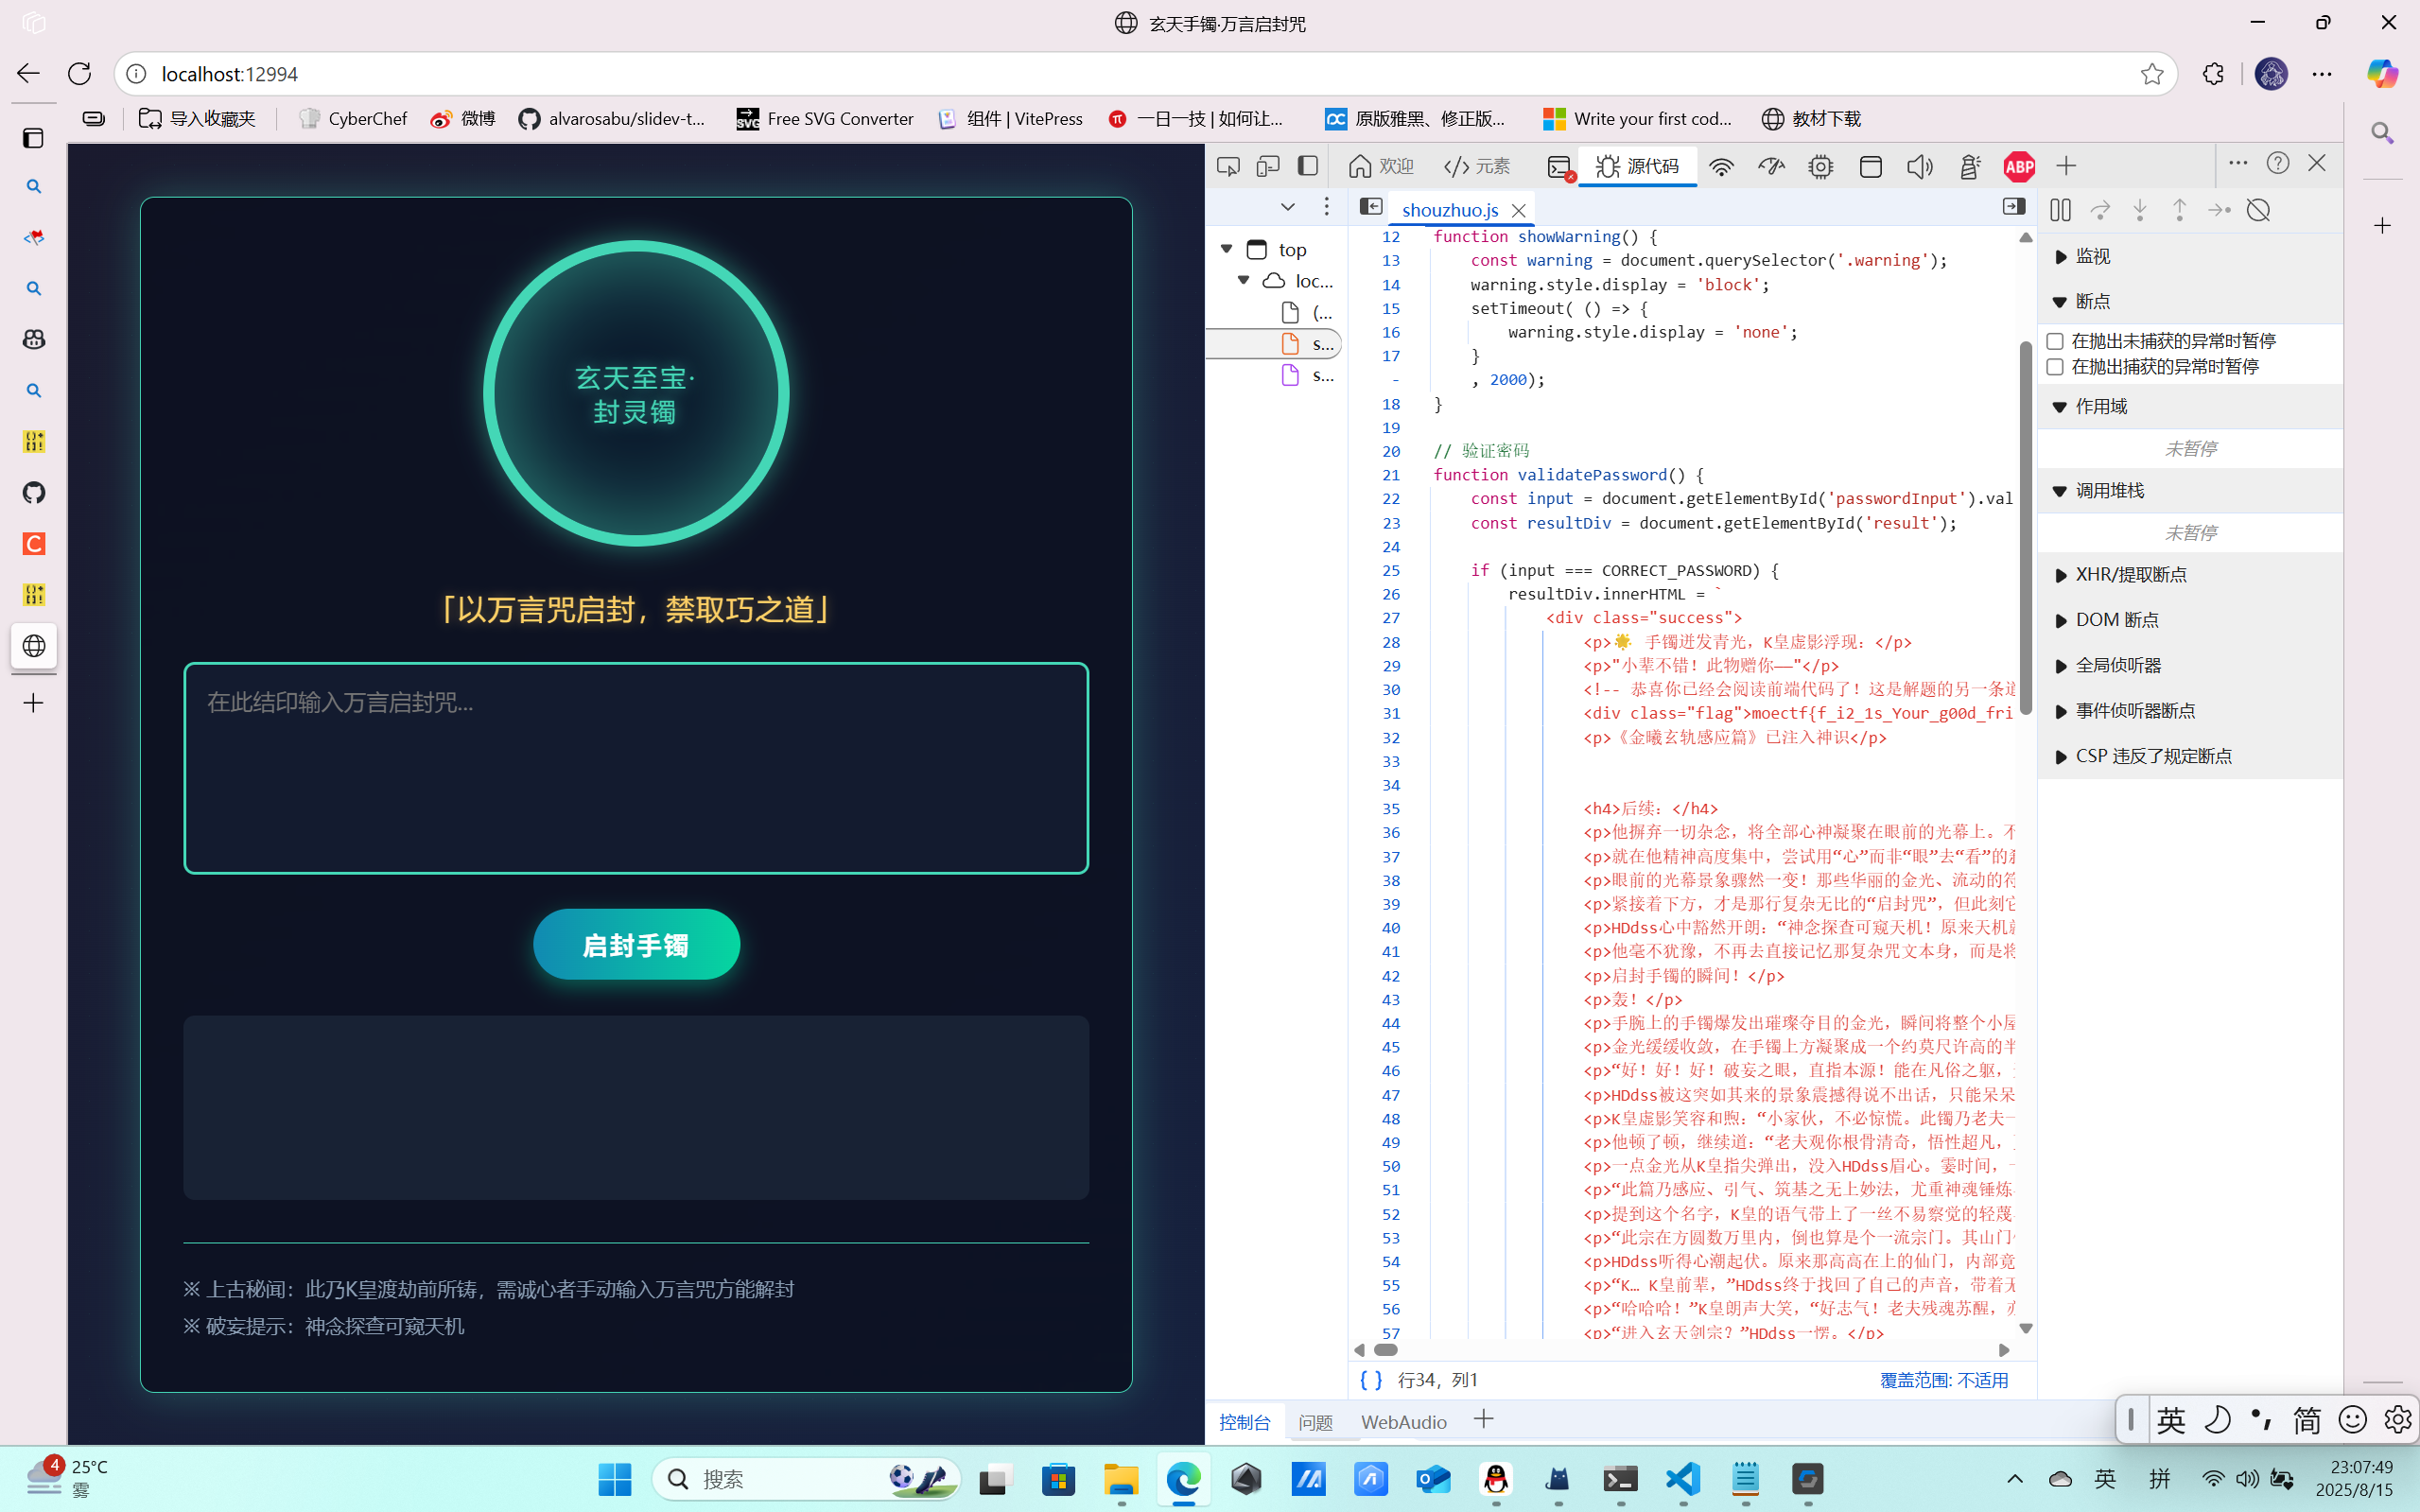 玄天手镯·万言启封咒
localhost:12994
导入收藏夹
CyberChef
微博
alvarosabu/slidev-t...
Free SVG Converter
组件 | VitePress
一日一技 | 如何让...
原版雅黑、修正版...
Write your first cod...
教材下载
玄天至宝·
封灵镯
「以万言咒启封，禁取巧之道」
在此结印输入万言启封咒...
启封手镯
※ 上古秘闻：此乃K皇渡劫前所铸，需诚心者手动输入万言咒方能解封
※ 破妄提示：神念探查可窥天机
欢迎
元素
源代码
ABP
top
loc...
(...
s...
s...
shouzhuo.js
12 function showWarning() {
13 const warning = document.querySelector('.warning');
14 warning.style.display = 'block';
15 setTimeout( () => {
16 warning.style.display = 'none';
17 }
- , 2000);
18 }
19
20 // 验证密码
21 function validatePassword() {
22 const input = document.getElementById('passwordInput').val
23 const resultDiv = document.getElementById('result');
24
25 if (input === CORRECT_PASSWORD) {
26 resultDiv.innerHTML = `
27 <div class="success">
28 <p>🌟 手镯迸发青光，K皇虚影浮现：</p>
29 <p>"小辈不错！此物赠你——"</p>
30 <!-- 恭喜你已经会阅读前端代码了！这是解题的另一条道
31 <div class="flag">moectf{f_i2_1s_Your_g00d_fri
32 <p>《金曦玄轨感应篇》已注入神识</p>
33
34
35 <h4>后续：</h4>
36 <p>他摒弃一切杂念，将全部心神凝聚在眼前的光幕上。不
37 <p>就在他精神高度集中，尝试用“心”而非“眼”去“看”的刹
38 <p>眼前的光幕景象骤然一变！那些华丽的金光、流动的符
39 <p>紧接着下方，才是那行复杂无比的“启封咒”，但此刻它
40 <p>HDdss心中豁然开朗：“神念探查可窥天机！原来天机就
41 <p>他毫不犹豫，不再去直接记忆那复杂咒文本身，而是将
42 <p>启封手镯的瞬间！</p>
43 <p>轰！</p>
44 <p>手腕上的手镯爆发出璀璨夺目的金光，瞬间将整个小屋
45 <p>金光缓缓收敛，在手镯上方凝聚成一个约莫尺许高的半
46 <p>“好！好！好！破妄之眼，直指本源！能在凡俗之躯，
47 <p>HDdss被这突如其来的景象震撼得说不出话，只能呆呆
48 <p>K皇虚影笑容和煦：“小家伙，不必惊慌。此镯乃老夫一
49 <p>他顿了顿，继续道：“老夫观你根骨清奇，悟性超凡，
50 <p>一点金光从K皇指尖弹出，没入HDdss眉心。霎时间，
51 <p>“此篇乃感应、引气、筑基之无上妙法，尤重神魂锤炼
52 <p>提到这个名字，K皇的语气带上了一丝不易察觉的轻蔑
53 <p>“此宗在方圆数万里内，倒也算是个一流宗门。其山门
54 <p>HDdss听得心潮起伏。原来那高高在上的仙门，内部竟
55 <p>“K… K皇前辈，”HDdss终于找回了自己的声音，带着无
56 <p>“哈哈哈！”K皇朗声大笑，“好志气！老夫残魂苏醒，亦
57 <p>“进入玄天剑宗？”HDdss一愣。</p>
{ } 行34，列1
覆盖范围: 不适用
监视
断点
在抛出未捕获的异常时暂停
在抛出捕获的异常时暂停
作用域
未暂停
调用堆栈
未暂停
XHR/提取断点
DOM 断点
全局侦听器
事件侦听器断点
CSP 违反了规定断点
控制台
问题
WebAudio
英
简
4
25°C
雾
搜索
英
拼
23:07:49
2025/8/15